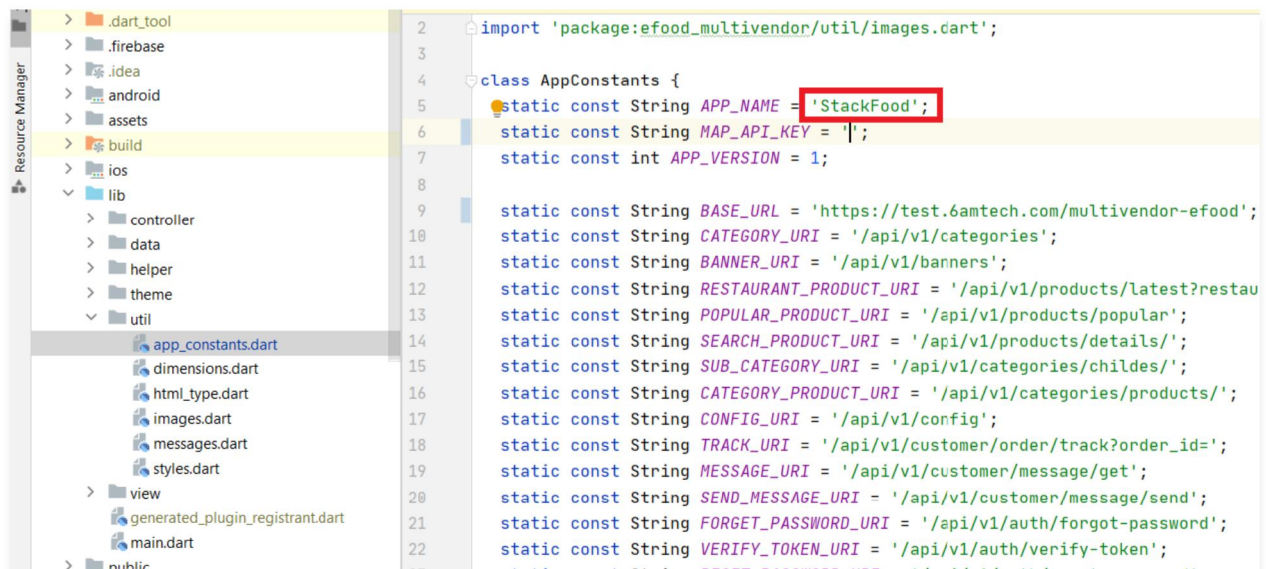 Resource Manager
.dart_tool
.firebase
.idea
android
assets
build
ios
lib
controller
data
helper
theme
util
app_constants.dart
dimensions.dart
html_type.dart
images.dart
messages.dart
styles.dart
view
generated_plugin_registrant.dart
main.dart
public
2 import 'package:efood_multivendor/util/images.dart';
3
4 class AppConstants {
5 static const String APP_NAME = 'StackFood';
6 static const String MAP_API_KEY = '';
7 static const int APP_VERSION = 1;
8
9 static const String BASE_URL = 'https://test.6amtech.com/multivendor-efood';
10 static const String CATEGORY_URI = '/api/v1/categories';
11 static const String BANNER_URI = '/api/v1/banners';
12 static const String RESTAURANT_PRODUCT_URI = '/api/v1/products/latest?restau
13 static const String POPULAR_PRODUCT_URI = '/api/v1/products/popular';
14 static const String SEARCH_PRODUCT_URI = '/api/v1/products/details/';
15 static const String SUB_CATEGORY_URI = '/api/v1/categories/childes/';
16 static const String CATEGORY_PRODUCT_URI = '/api/v1/categories/products/';
17 static const String CONFIG_URI = '/api/v1/config';
18 static const String TRACK_URI = '/api/v1/customer/order/track?order_id=';
19 static const String MESSAGE_URI = '/api/v1/customer/message/get';
20 static const String SEND_MESSAGE_URI = '/api/v1/customer/message/send';
21 static const String FORGET_PASSWORD_URI = '/api/v1/auth/forgot-password';
22 static const String VERIFY_TOKEN_URI = '/api/v1/auth/verify-token';